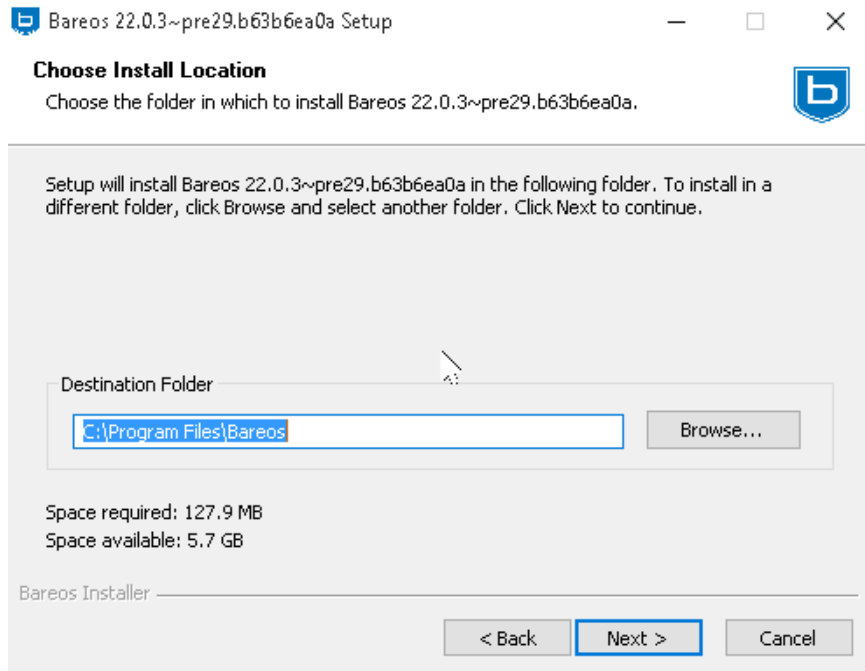 Bareos 22.0.3~pre29.b63b6ea0a Setup
Choose Install Location
Choose the folder in which to install Bareos 22.0.3~pre29.b63b6ea0a.
Setup will install Bareos 22.0.3~pre29.b63b6ea0a in the following folder. To install in a
different folder, click Browse and select another folder. Click Next to continue.
Destination Folder
C:\Program Files\Bareos
Browse...
Space required: 127.9 MB
Space available: 5.7 GB
Bareos Installer
< Back
Next >
Cancel